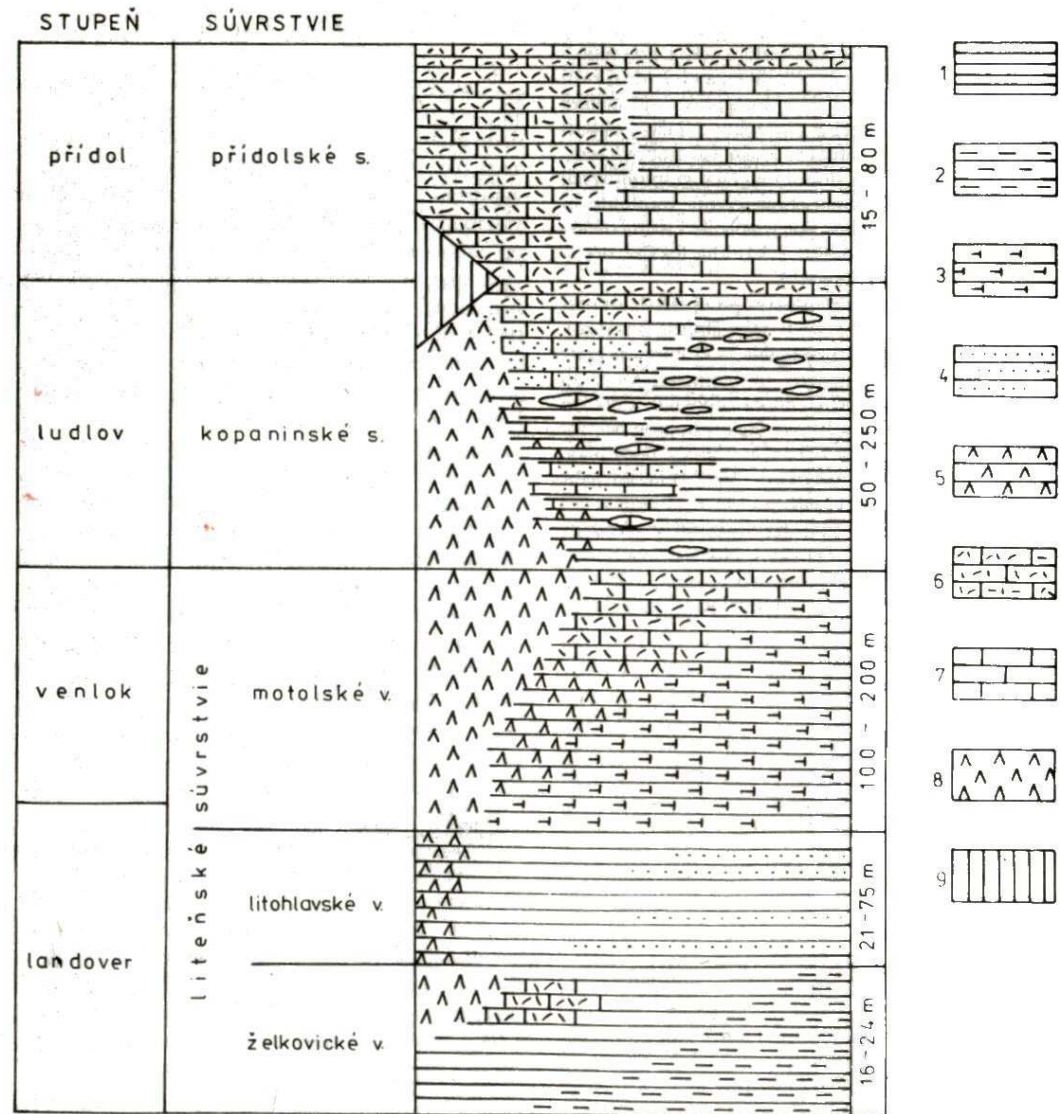 STUPEŇ SÚVRSTVIE
přídol přídolské s. 15 - 80 m
ludlov kopaninské s. 50 - 250 m
venlok motolské v. 100 - 200 m
liteňské súvrstvie
litohlavské v. 21-75 m
landover
želkovické v. 16-24 m
1
2
3
4
5
6
7
8
9